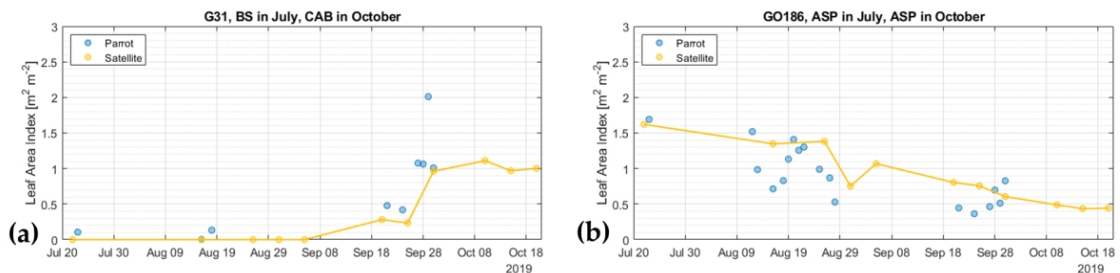 G31, BS in July, CAB in October
Parrot
Satellite
Leaf Area Index [m² m⁻²]
3
2.5
2
1.5
1
0.5
0
Jul 20 Jul 30 Aug 09 Aug 19 Aug 29 Sep 08 Sep 18 Sep 28 Oct 08 Oct 18
2019
(a)
GO186, ASP in July, ASP in October
Parrot
Satellite
Leaf Area Index [m² m⁻²]
3
2.5
2
1.5
1
0.5
0
Jul 20 Jul 30 Aug 09 Aug 19 Aug 29 Sep 08 Sep 18 Sep 28 Oct 08 Oct 18
2019
(b)